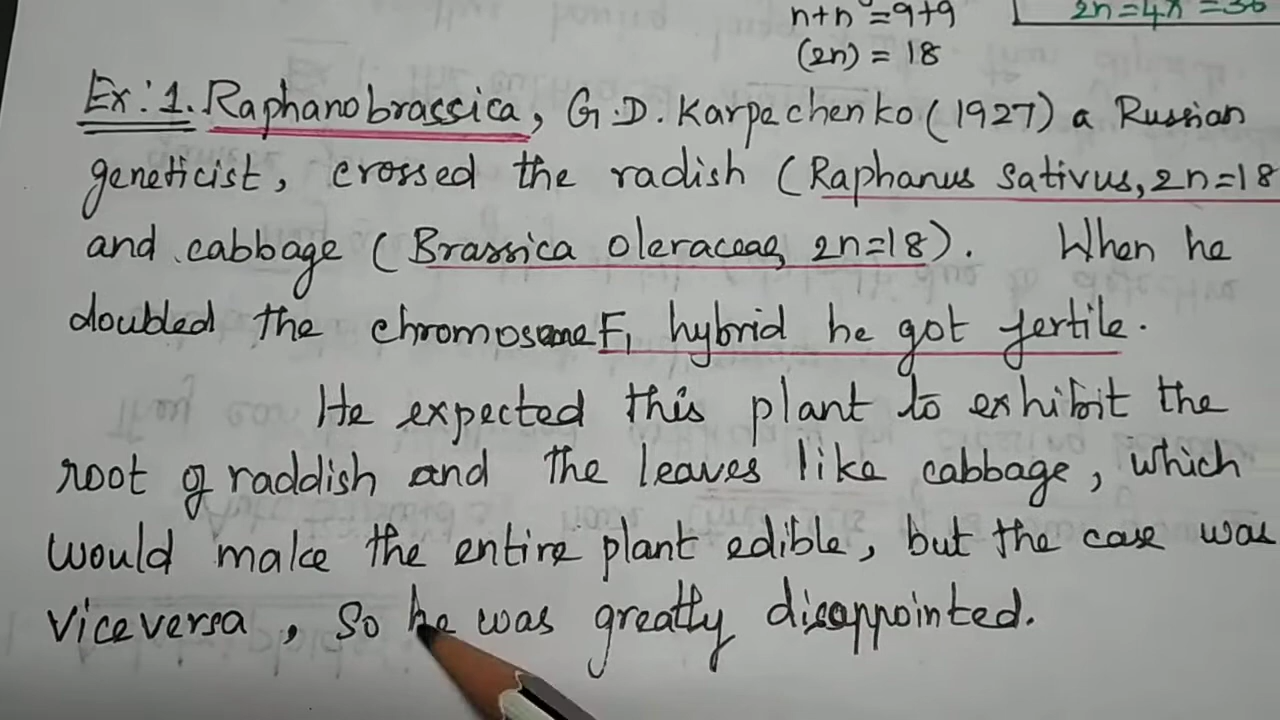 n+n = 9+9
2n=4x=36
(2n) = 18
Ex:1. Raphanobrassica, G.D. Karpechenko (1927) a Russian
geneticist, crossed the radish (Raphanus sativus, 2n=18
and cabbage (Brassica oleraceae, 2n=18). When he
doubled the chromosome F1 hybrid he got fertile.
He expected this plant to exhibit the
root of raddish and the leaves like cabbage, which
would make the entire plant edible, but the case was
viceversa, So he was greatly disappointed.